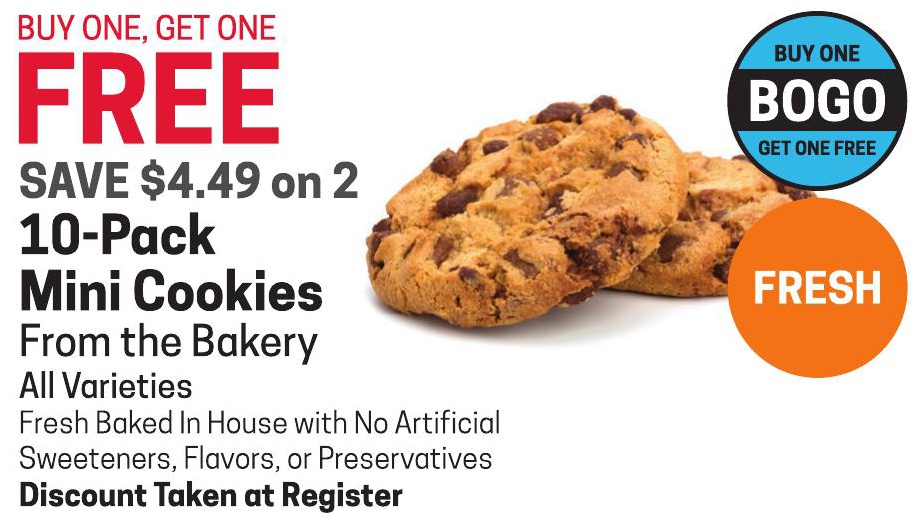 BUY ONE, GET ONE
FREE
SAVE $4.49 on 2
10-Pack
Mini Cookies
From the Bakery
All Varieties
Fresh Baked In House with No Artificial
Sweeteners, Flavors, or Preservatives
Discount Taken at Register
BUY ONE
BOGO
GET ONE FREE
FRESH